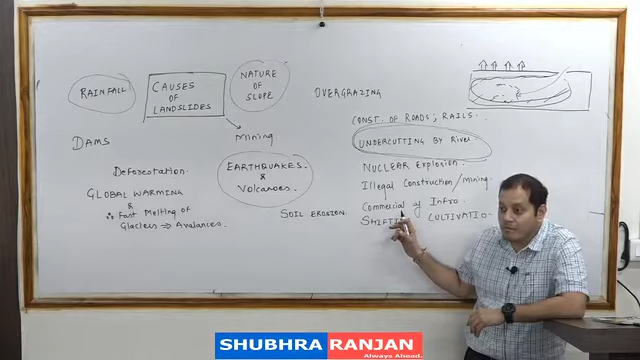 RAINFALL
CAUSES
OF
LANDSLIDES
NATURE
OF
SLOPE
OVERGRAZING
Mining
DAMS
Deforestation
EARTHQUAKES
&
Volcanoes.
GLOBAL WARMING
&
∴ Fast Melting of
Glaciers ⇒ Avalances.
SOIL EROSION
CONST. OF ROADS, RAILS.
UNDERCUTTING BY River
NUCLEAR Explosion.
Illegal Construction/Mining.
Commercial Infra.
CULTIVATIO
SHUBHRA RANJAN
Always Ahead.